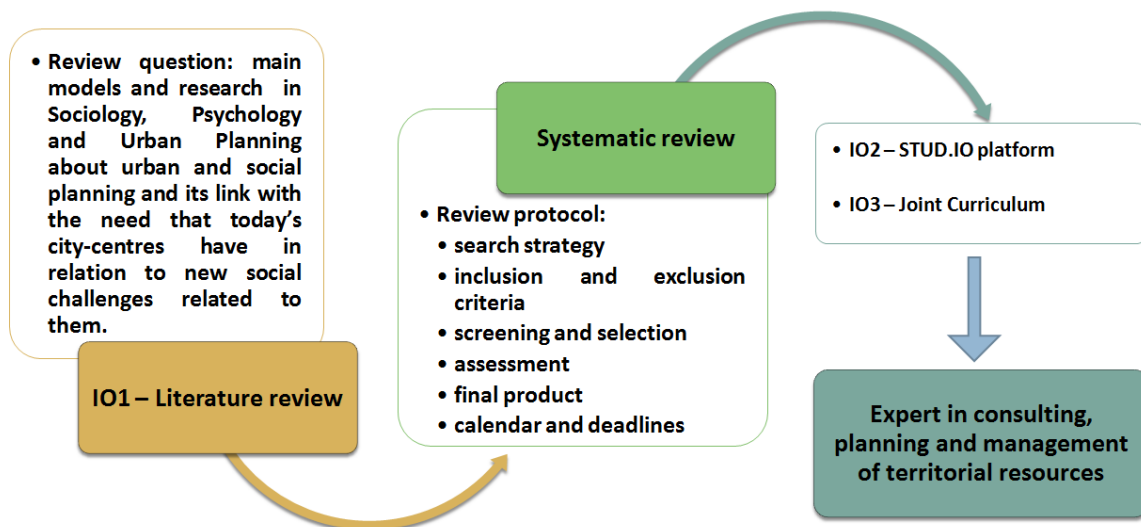 • Review question: main
models and research in
Sociology, Psychology
and Urban Planning
about urban and social
planning and its link with
the need that today's
city-centres have in
relation to new social
challenges related to
them.
IO1 – Literature review
Systematic review
• Review protocol:
• search strategy
• inclusion and exclusion
criteria
• screening and selection
• assessment
• final product
• calendar and deadlines
• IO2 – STUD.IO platform
• IO3 – Joint Curriculum
Expert in consulting,
planning and management
of territorial resources